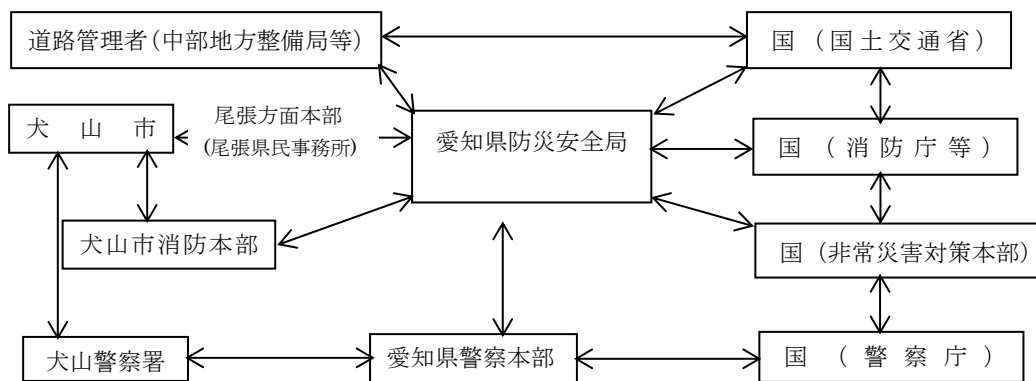 道路管理者(中部地方整備局等)
国（国土交通省）
犬山市
尾張方面本部
(尾張県民事務所)
愛知県防災安全局
国（消防庁等）
犬山市消防本部
国（非常災害対策本部）
犬山警察署
愛知県警察本部
国（警察庁）